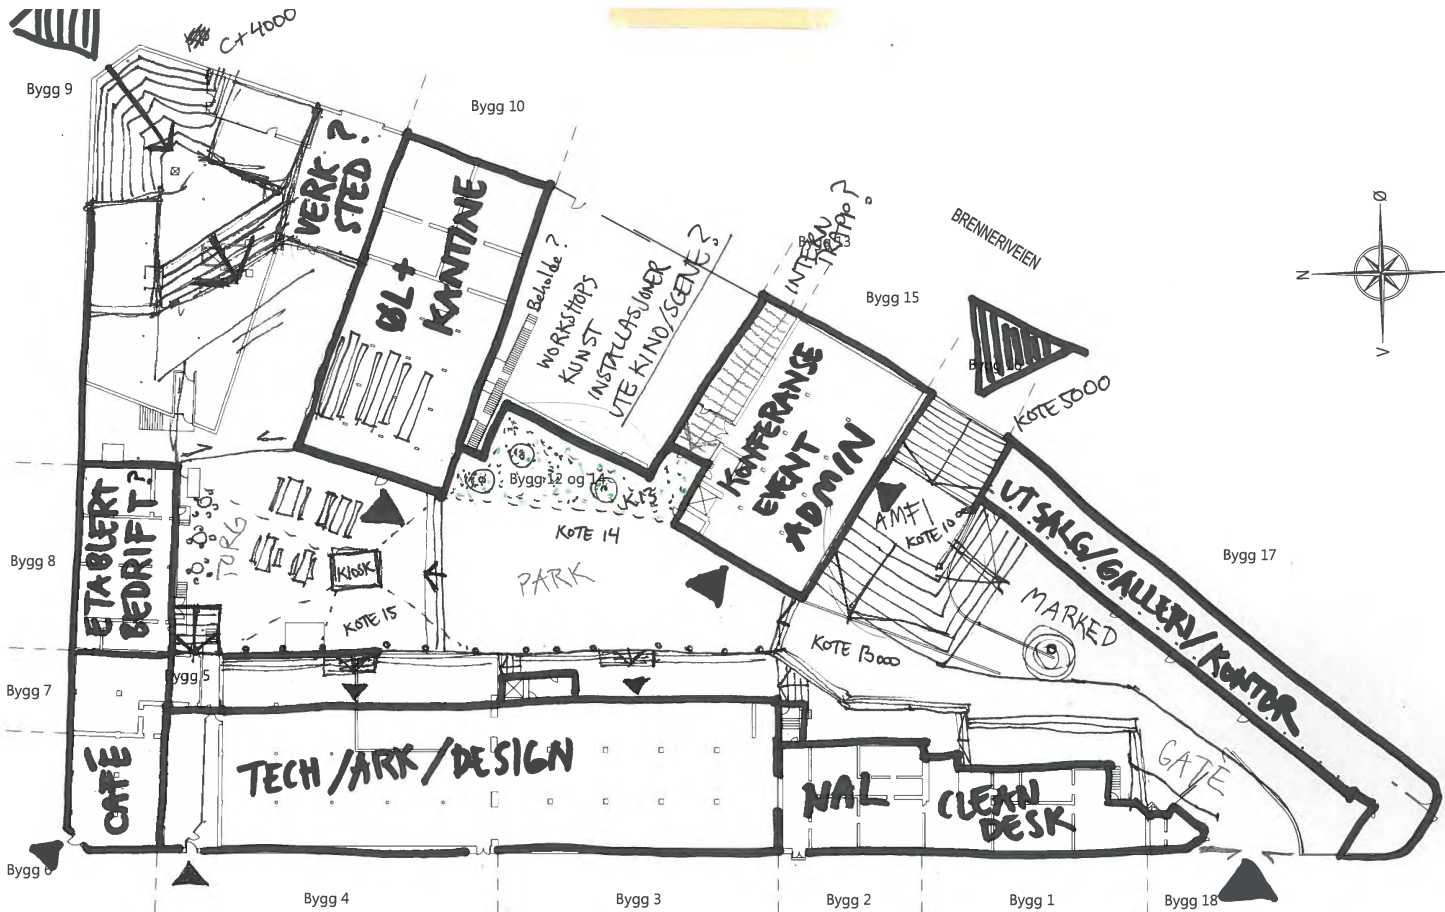 C+4000
Bygg 9
Bygg 10
VERK
STED?
ØL+
KANTINE
Beholde?
WORKSHOPS
KUNST
INSTALLASJONER
UTE KINO/SCENE?
INTERN
TRAPP?
Bygg 13
BRENNERIVEIEN
Bygg 15
Bygg 16
KOTE 5000
Ø
N
V
KONFERANSE
EVENT
ADMIN
AMFI
KOTE 10000
UTSALG/GALLERI/KONTOR
Bygg 17
MARKED
Bygg 12 og 14
K.15
KOTE 14
PARK
ETABLERT
BEDRIFT?
Bygg 8
TORG
KIOSK
KOTE 15
KOTE 13000
Bygg 7
Bygg 5
CAFÉ
TECH/ARK/DESIGN
NAL
CLEAN
DESK
GATE
Bygg 6
Bygg 4
Bygg 3
Bygg 2
Bygg 1
Bygg 18